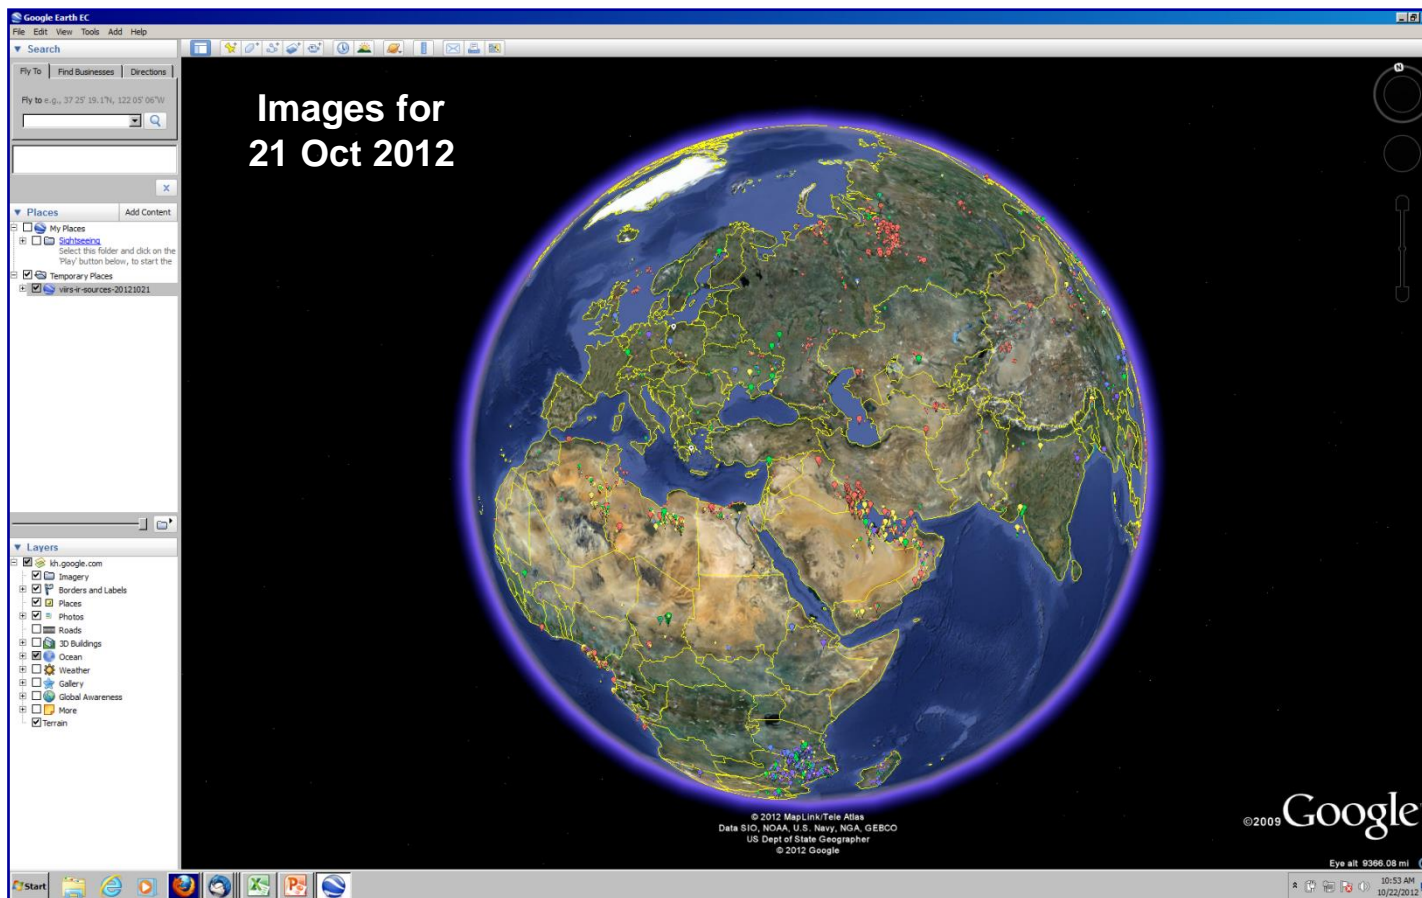 Google Earth EC
File Edit View Tools Add Help
Search
Fly To Find Businesses Directions
Fly to e.g., 37 25' 19.1"N, 122 05' 06"W
Images for
21 Oct 2012
N
Places Add Content
My Places
Sightseeing
Select this folder and click on the
'Play' button below, to start the
Temporary Places
viirs-ir-sources-20121021
Layers
kh.google.com
Imagery
Borders and Labels
Places
Photos
Roads
3D Buildings
Ocean
Weather
Gallery
Global Awareness
More
Terrain
© 2012 MapLink/Tele Atlas
Data SIO, NOAA, U.S. Navy, NGA, GEBCO
US Dept of State Geographer
© 2012 Google
©2009 Google
Eye alt 9366.08 mi
Start
10:53 AM
10/22/2012